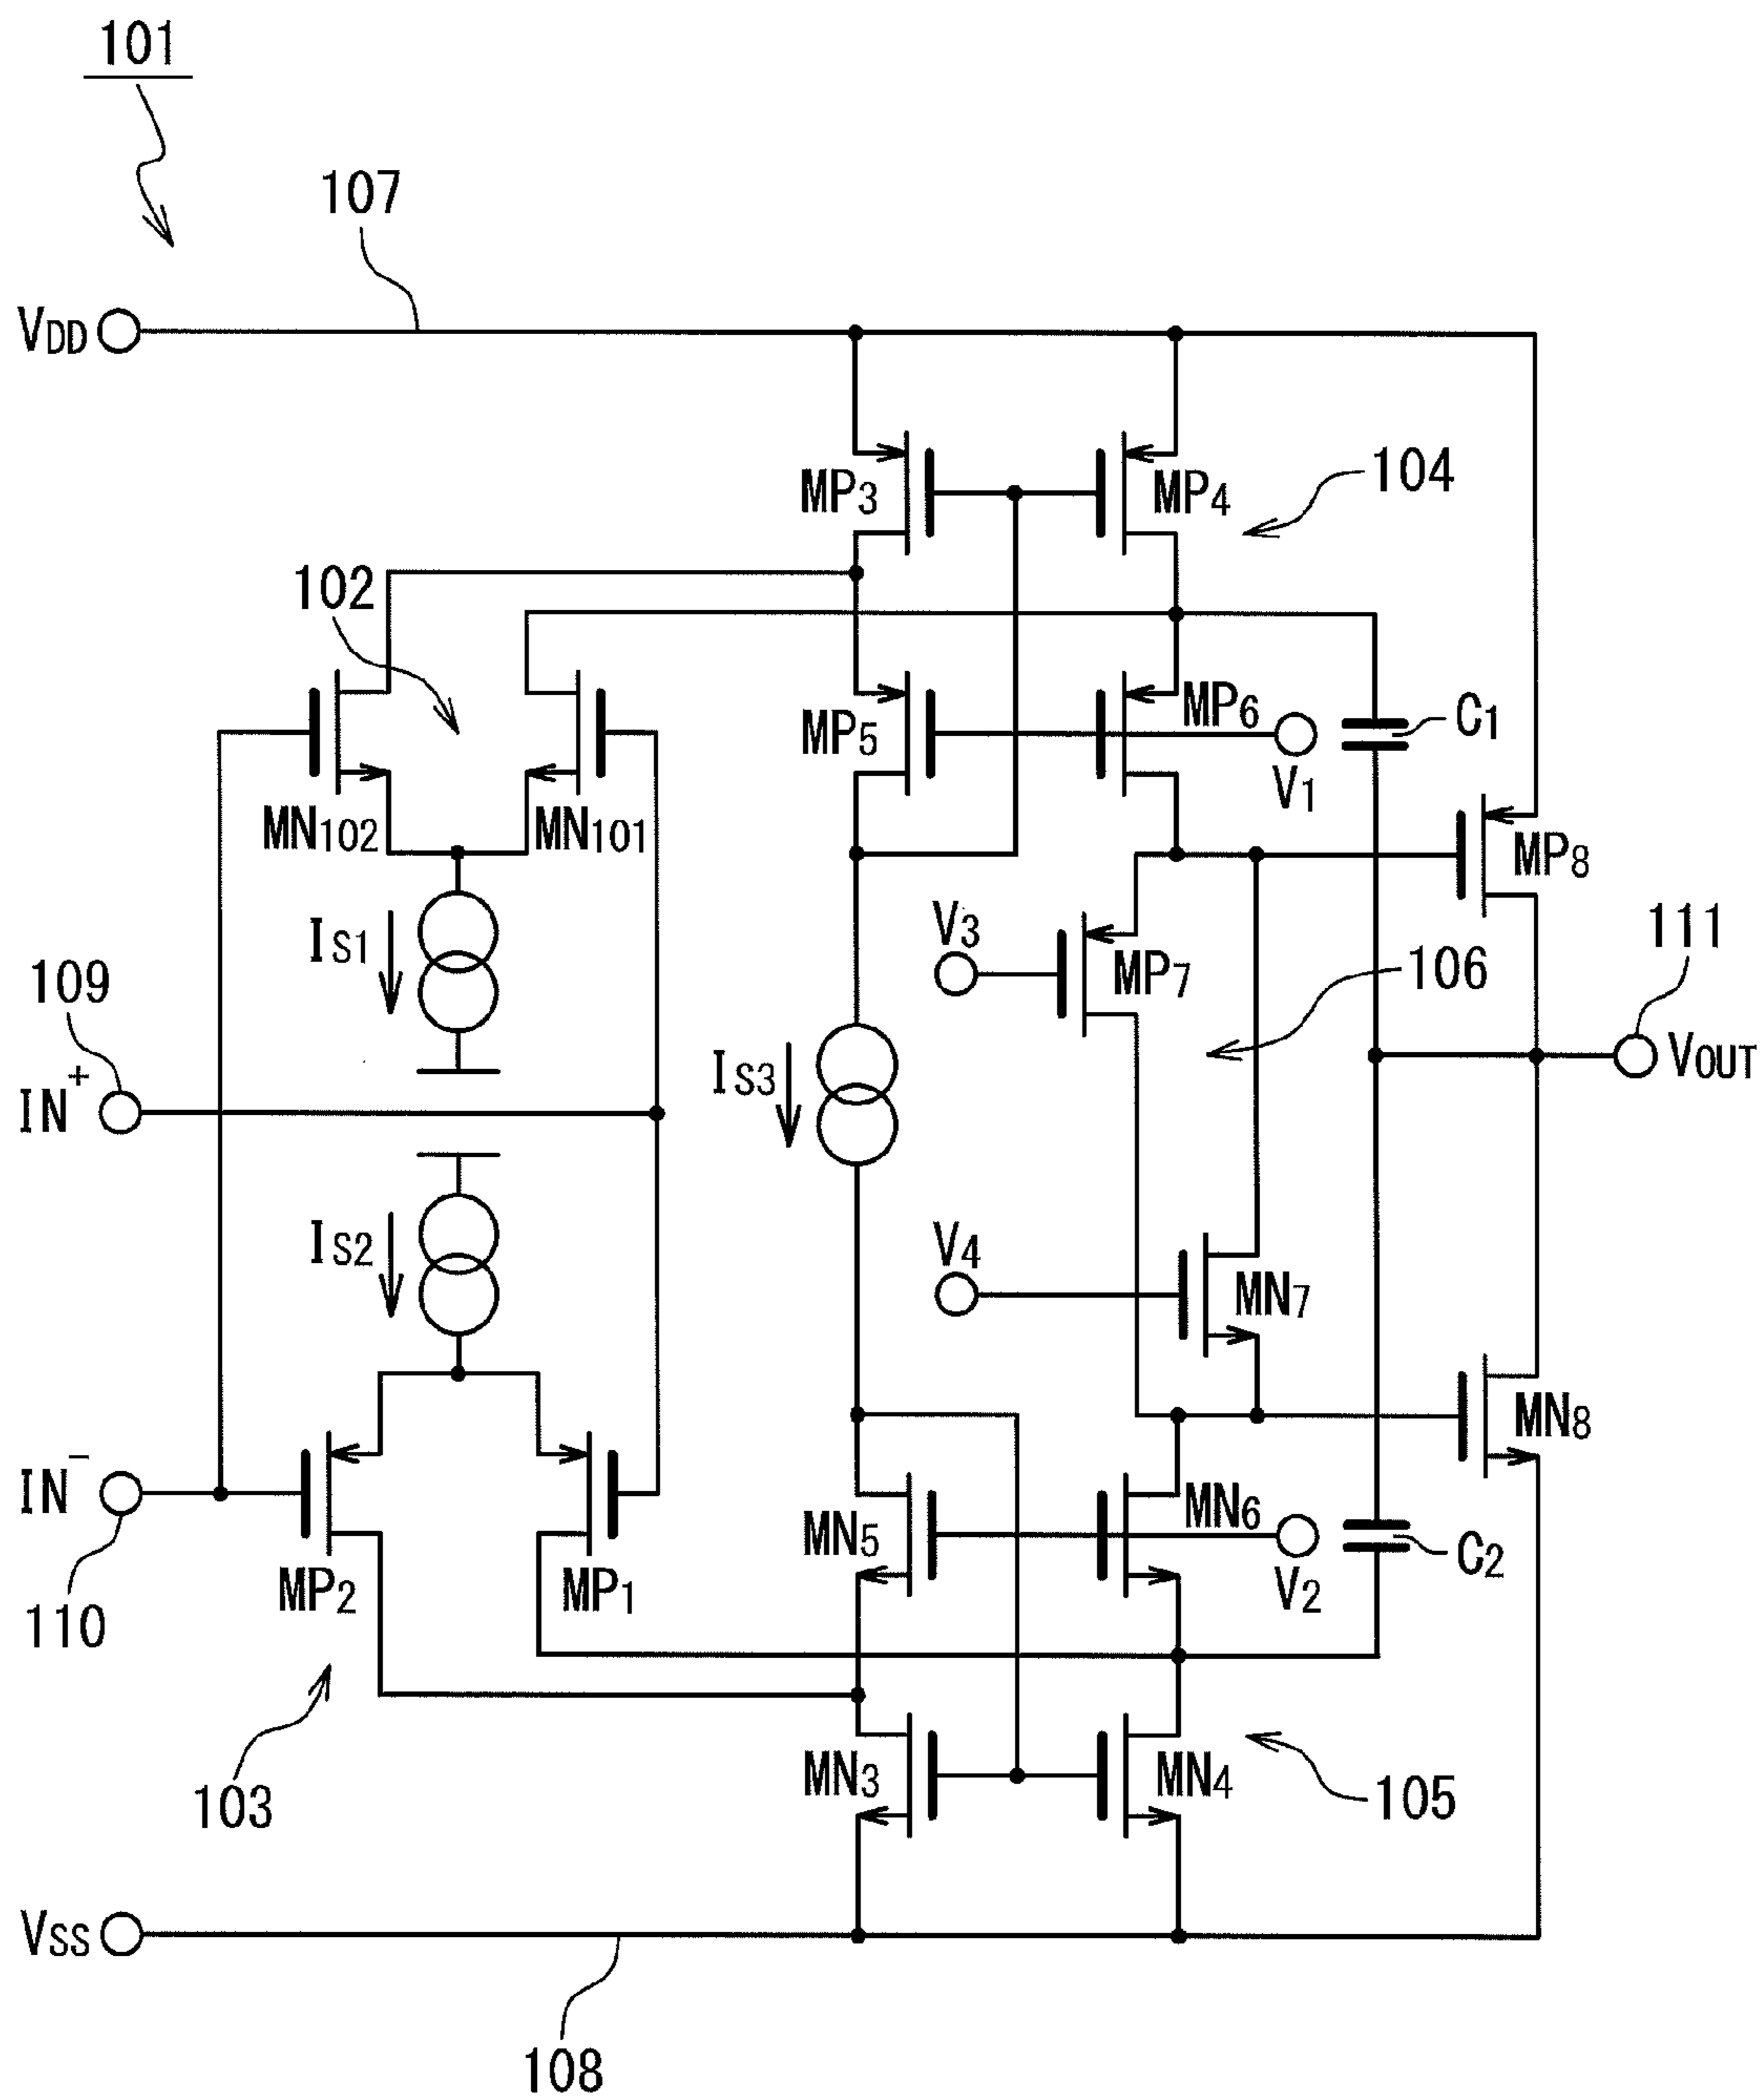 101
107
VDD
MP3
MP4
104
102
MP5
MP6
C1
V1
MN102
MN101
MP8
IS1
V3
MP7
106
111
109
IN+
IS3
VOUT
IS2
V4
MN7
MN8
IN-
110
MP2
MP1
MN5
MN6
V2
C2
103
MN3
MN4
105
VSS
108